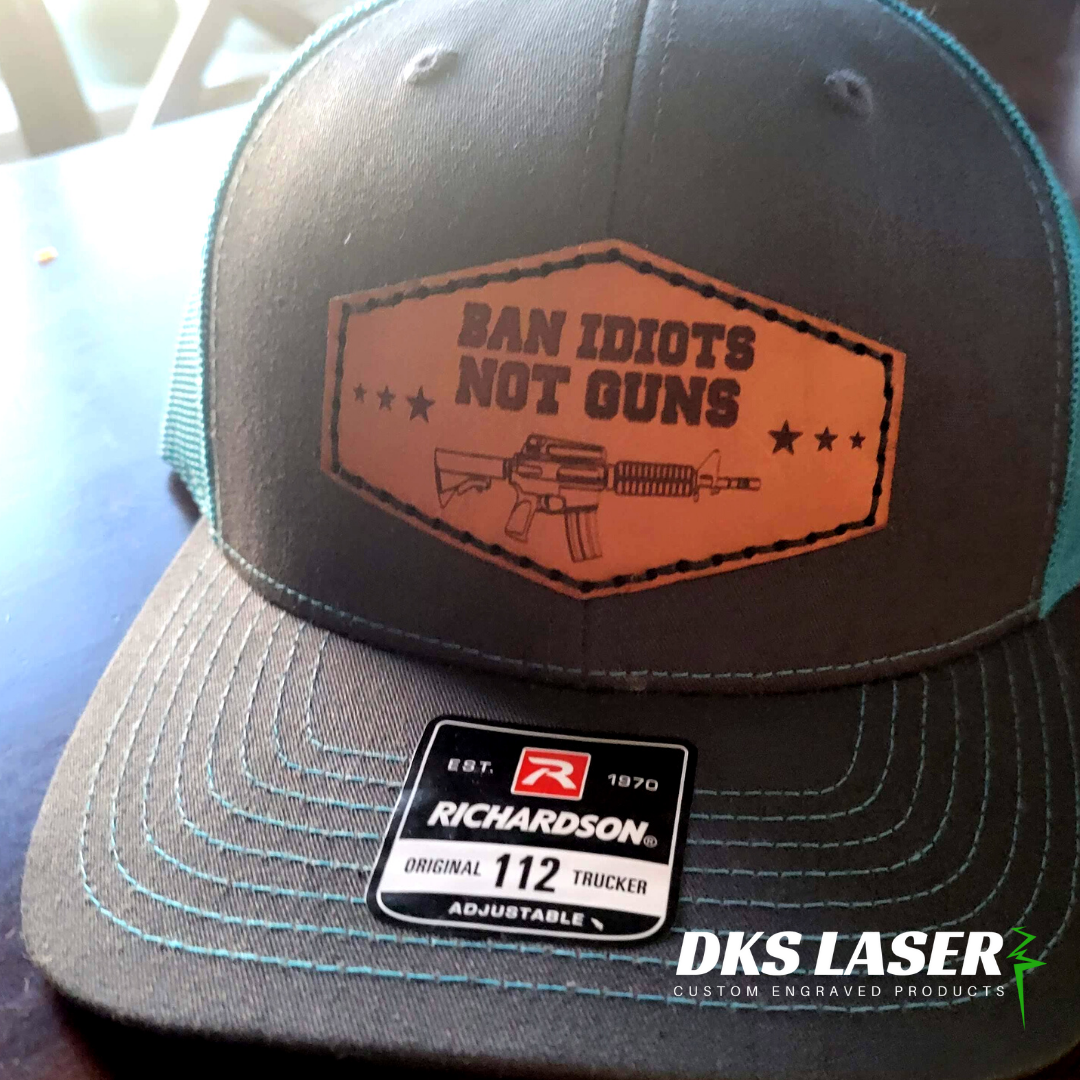 BAN IDIOTS
NOT GUNS
EST. R 1970
RICHARDSON®
ORIGINAL 112 TRUCKER
ADJUSTABLE
DKS LASER
CUSTOM ENGRAVED PRODUCTS